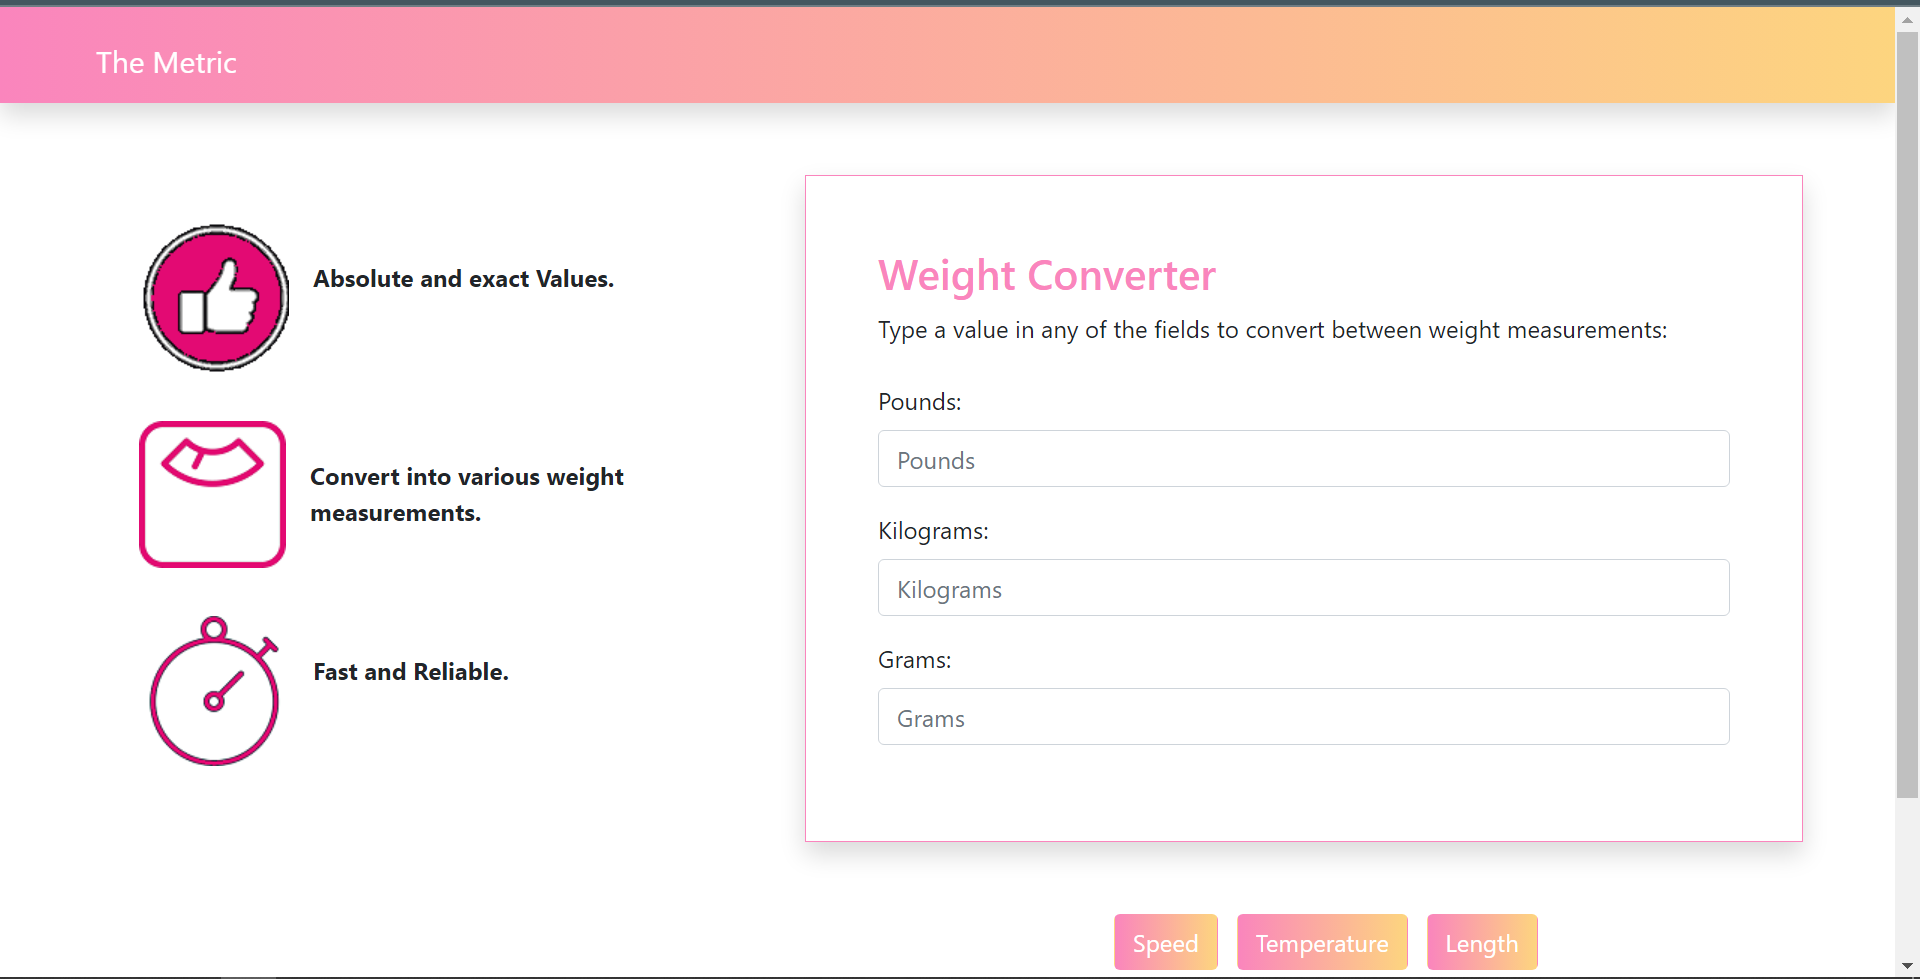 The Metric
Absolute and exact Values.
Convert into various weight
measurements.
Fast and Reliable.
Weight Converter
Type a value in any of the fields to convert between weight measurements:
Pounds:
Pounds
Kilograms:
Kilograms
Grams:
Grams
Speed
Temperature
Length